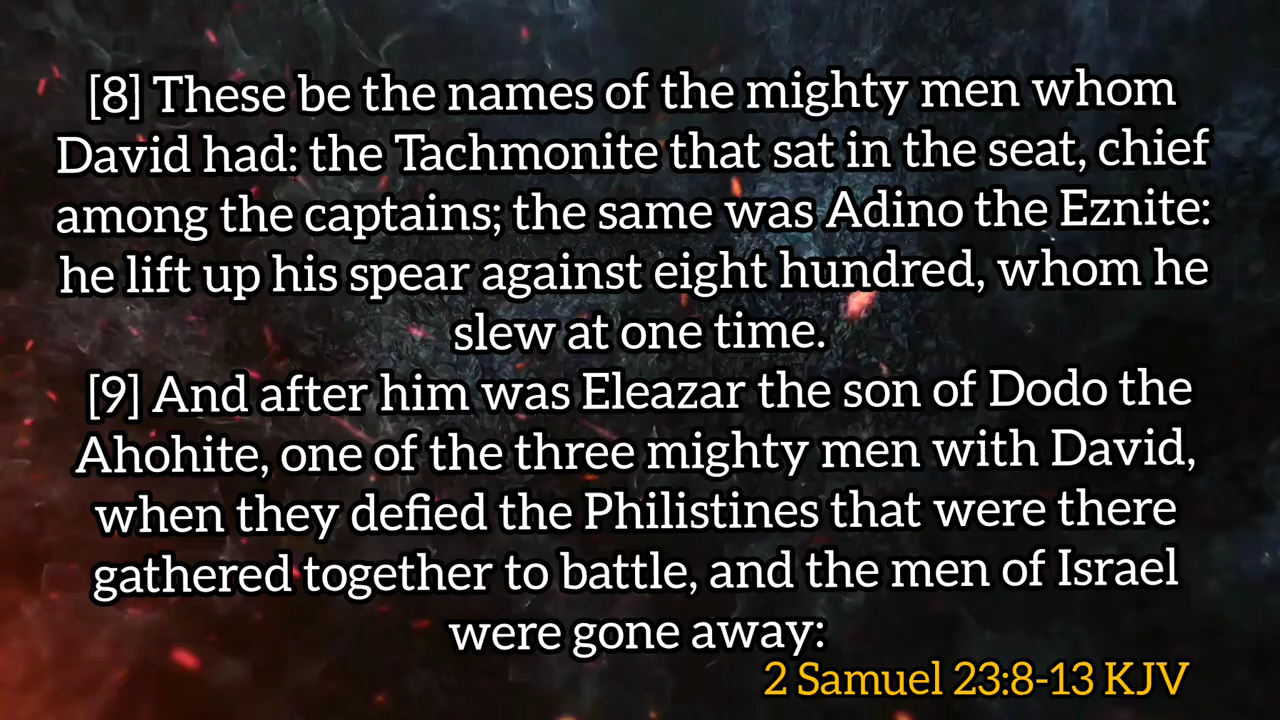 [8] These be the names of the mighty men whom
David had: the Tachmonite that sat in the seat, chief
among the captains; the same was Adino the Eznite:
he lift up his spear against eight hundred, whom he
slew at one time.
[9] And after him was Eleazar the son of Dodo the
Ahohite, one of the three mighty men with David,
when they defied the Philistines that were there
gathered together to battle, and the men of Israel
were gone away:
2 Samuel 23:8-13 KJV